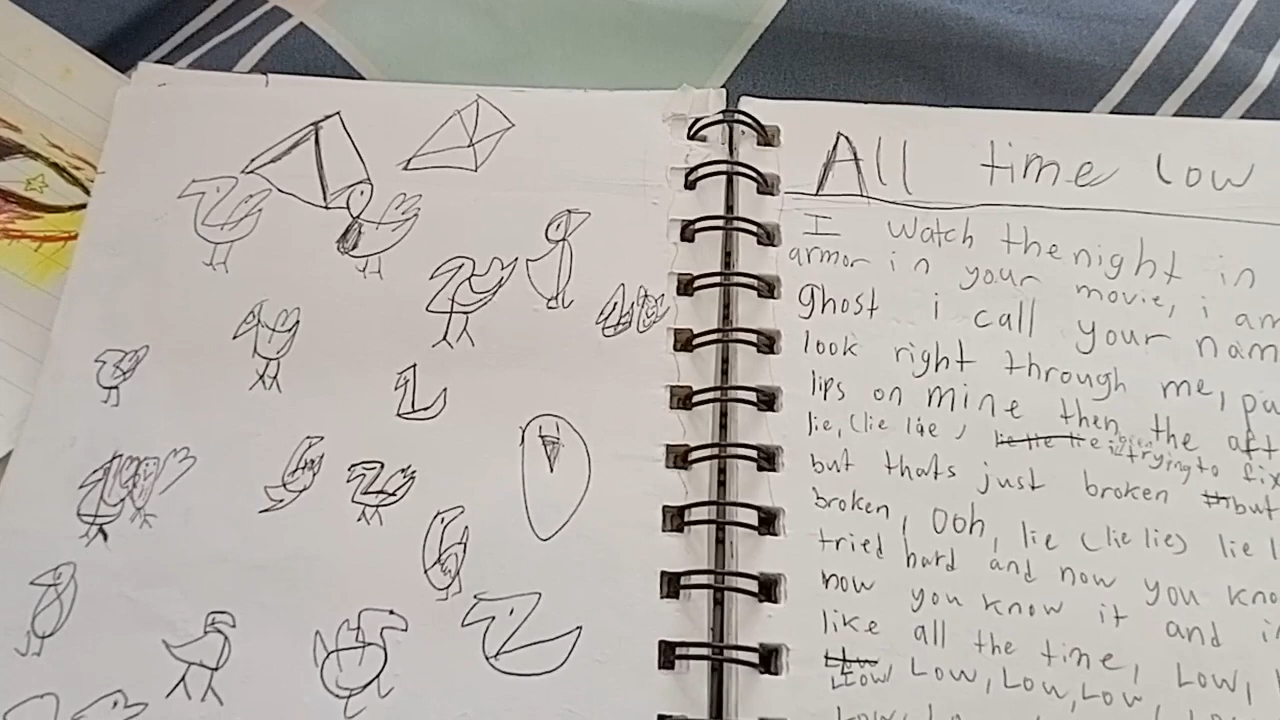 All time low
I watch the night in
armor in your movie, i am
ghost i call your nam
look right through me, pu
lips on mine then, the aft
lie, (lie lie) trying to fix
but thats just broken but
broken, Ooh, lie (lie lie) lie l
tried hard and now you kno
now you know it and i
like all the time, Low, L
Low, Low, Low, Low